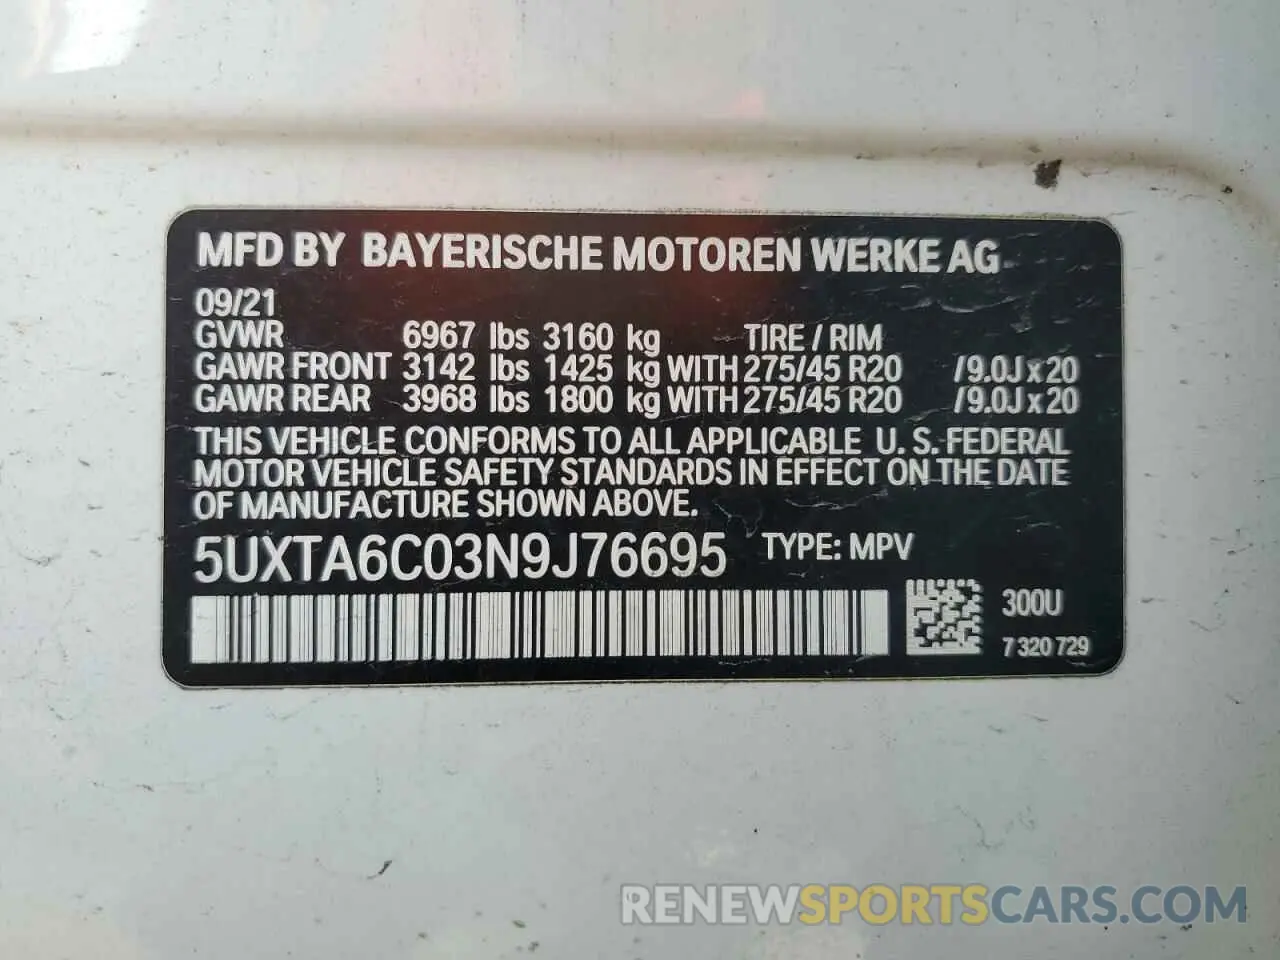 MFD BY BAYERISCHE MOTOREN WERKE AG
09/21
GVWR 6967 lbs 3160 kg TIRE / RIM
GAWR FRONT 3142 lbs 1425 kg WITH 275/45 R20 /9.0J x 20
GAWR REAR 3968 lbs 1800 kg WITH 275/45 R20 /9.0J x 20
THIS VEHICLE CONFORMS TO ALL APPLICABLE U. S. FEDERAL
MOTOR VEHICLE SAFETY STANDARDS IN EFFECT ON THE DATE
OF MANUFACTURE SHOWN ABOVE.
5UXTA6C03N9J76695 TYPE: MPV
300U
7 320 729
RENEWSPORTSCARS.COM